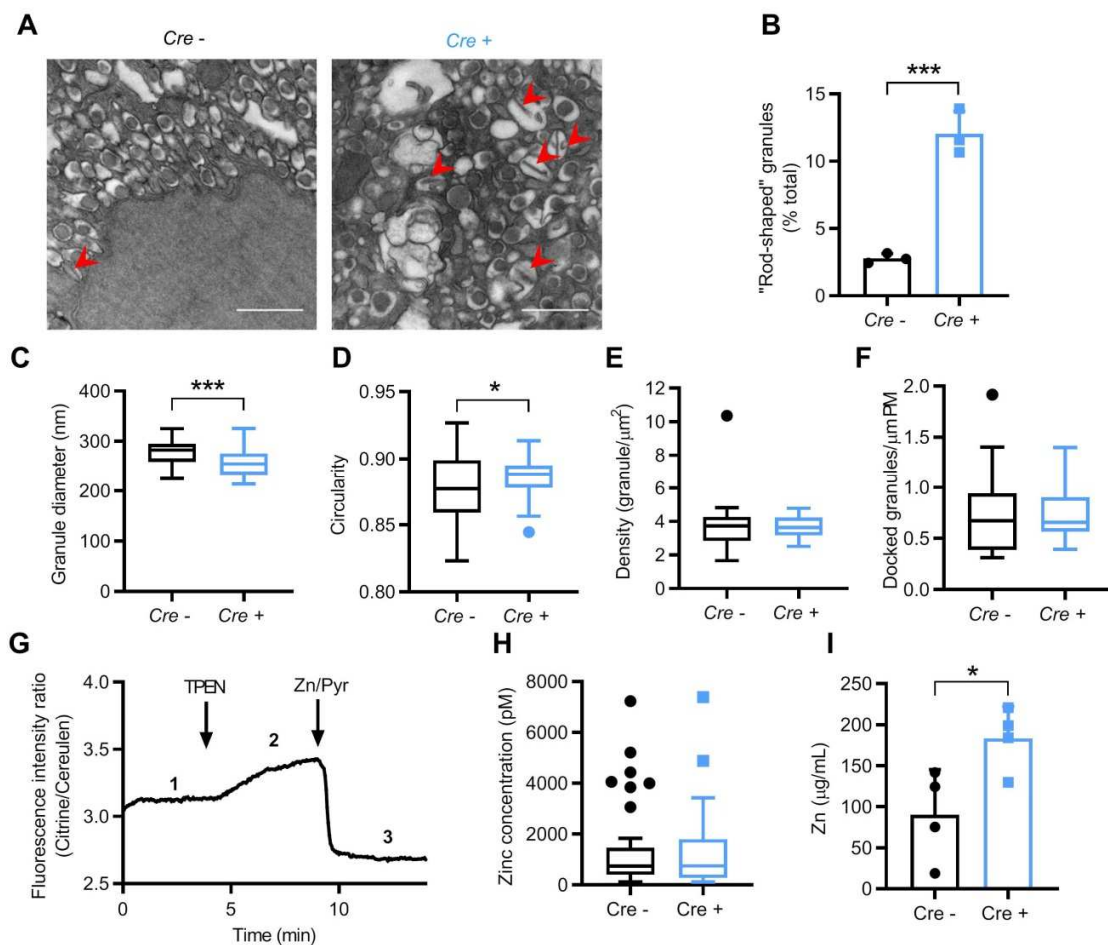 A
Cre -
Cre +
B
***
"Rod-shaped" granules
(% total)
15
10
5
0
Cre -
Cre +
C
***
Granule diameter (nm)
400
300
200
100
0
Cre -
Cre +
D
*
Circularity
0.95
0.90
0.85
0.80
Cre -
Cre +
E
Density (granule/μm²)
12
10
8
6
4
2
0
Cre -
Cre +
F
Docked granules/μmPM
2.0
1.5
1.0
0.5
0.0
Cre -
Cre +
G
Fluorescence intensity ratio
(Citrine/Cereulen)
4.0
3.5
3.0
2.5
TPEN
Zn/Pyr
1
2
3
0
5
10
Time (min)
H
Zinc concentration (pM)
8000
6000
4000
2000
0
Cre -
Cre +
I
*
Zn (μg/mL)
250
200
150
100
50
0
Cre -
Cre +